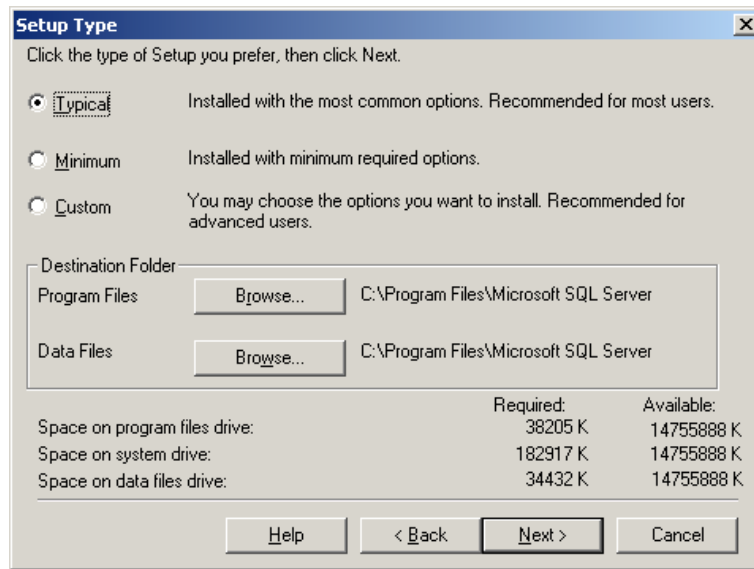 Setup Type
Click the type of Setup you prefer, then click Next.
Typical Installed with the most common options. Recommended for most users.
Minimum Installed with minimum required options.
Custom You may choose the options you want to install. Recommended for
advanced users.
Destination Folder
Program Files Browse... C:\Program Files\Microsoft SQL Server
Data Files Browse... C:\Program Files\Microsoft SQL Server
Required: Available:
Space on program files drive: 38205 K 14755888 K
Space on system drive: 182917 K 14755888 K
Space on data files drive: 34432 K 14755888 K
Help < Back Next > Cancel